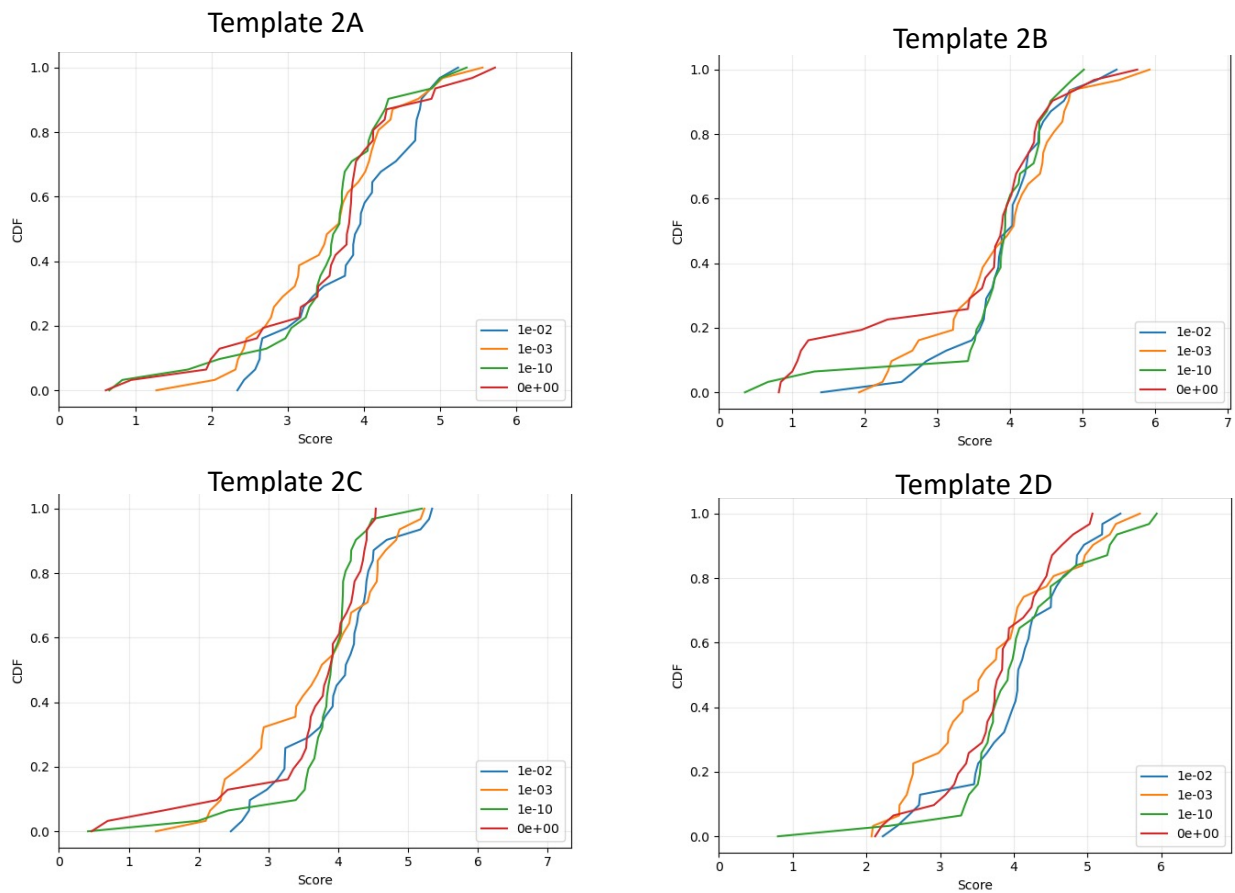 Template 2A
1.0
0.8
0.6
0.4
0.2
0.0
CDF
0 1 2 3 4 5 6
Score
1e-02
1e-03
1e-10
0e+00
Template 2B
1.0
0.8
0.6
0.4
0.2
0.0
CDF
0 1 2 3 4 5 6 7
Score
1e-02
1e-03
1e-10
0e+00
Template 2C
1.0
0.8
0.6
0.4
0.2
0.0
CDF
0 1 2 3 4 5 6 7
Score
1e-02
1e-03
1e-10
0e+00
Template 2D
1.0
0.8
0.6
0.4
0.2
0.0
CDF
0 1 2 3 4 5 6
Score
1e-02
1e-03
1e-10
0e+00